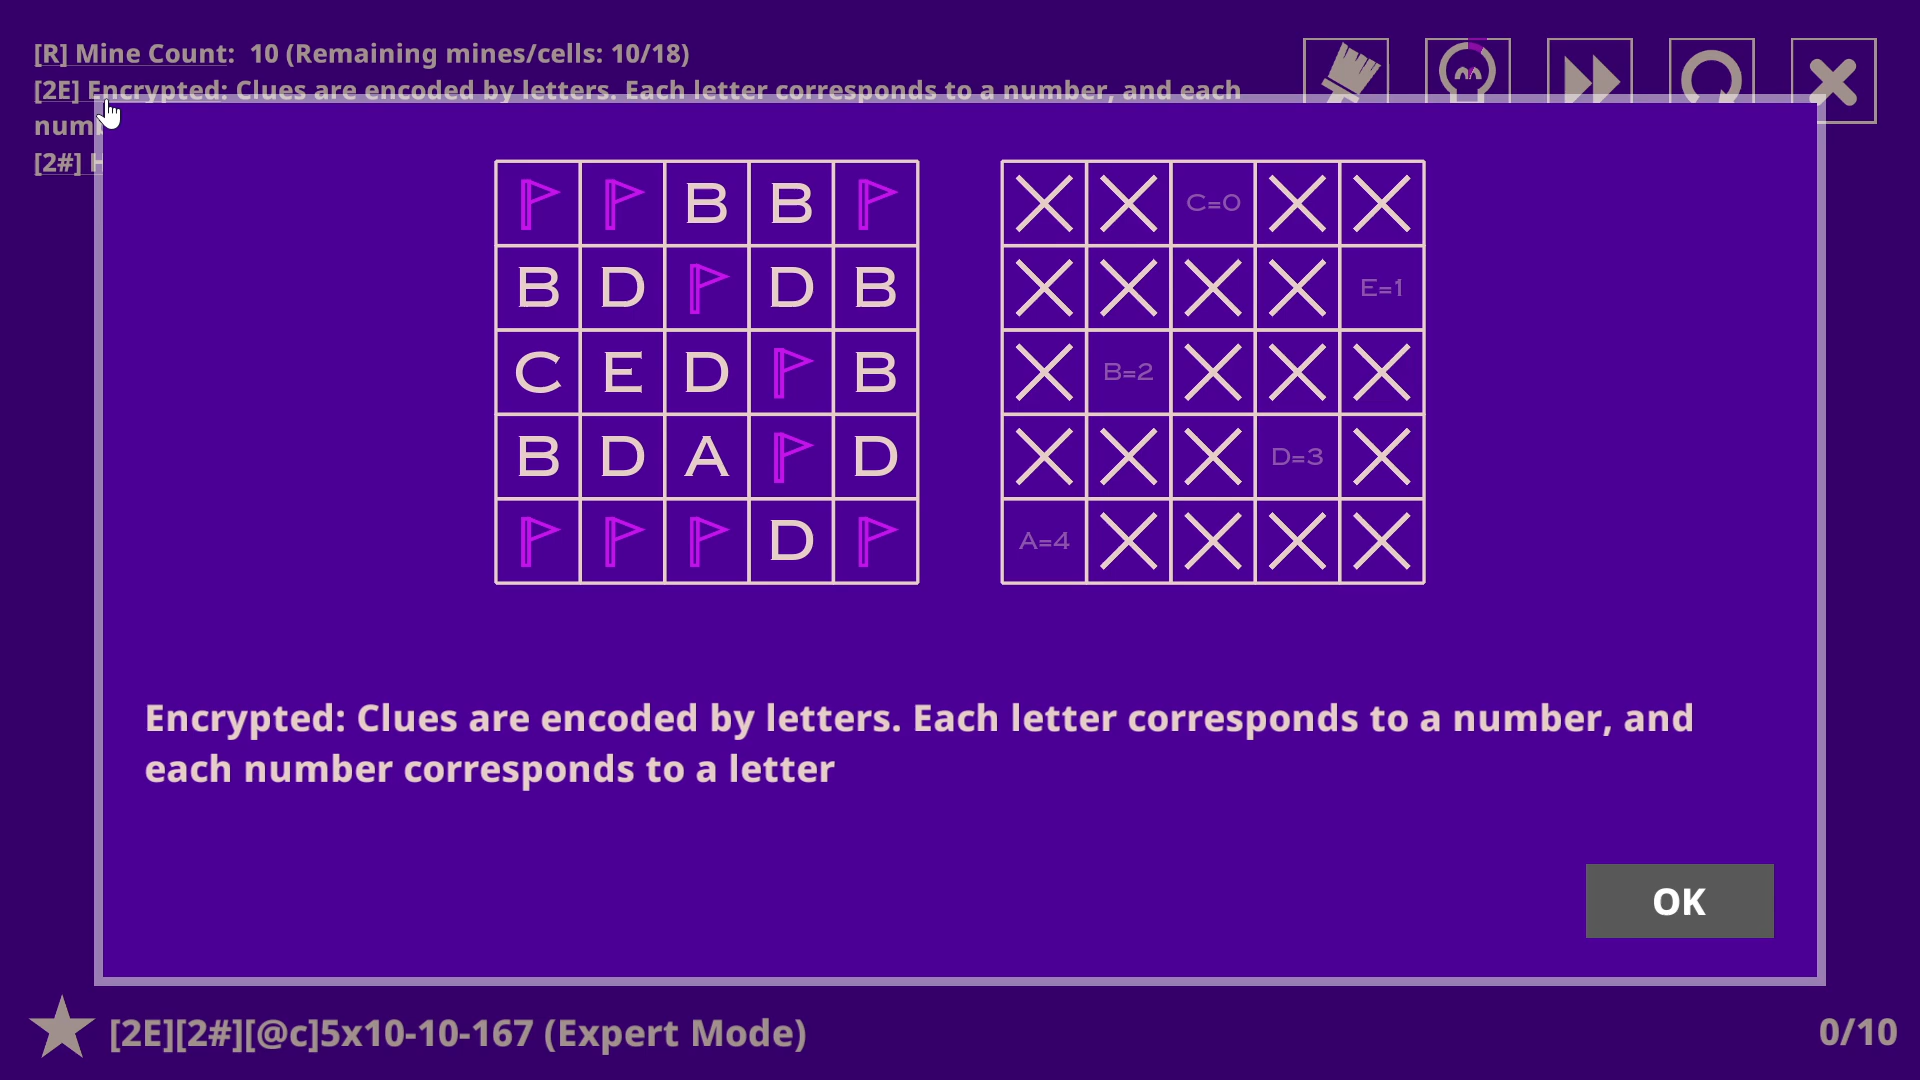 [R] Mine Count: 10 (Remaining mines/cells: 10/18)
[2E] Encrypted: Clues are encoded by letters. Each letter corresponds to a number, and each
[2#]
B B
C=0
B D D B
E=1
C E D B
B=2
B D A D
D=3
D
A=4
Encrypted: Clues are encoded by letters. Each letter corresponds to a number, and
each number corresponds to a letter
OK
[2E][2#][@c]5x10-10-167 (Expert Mode)
0/10